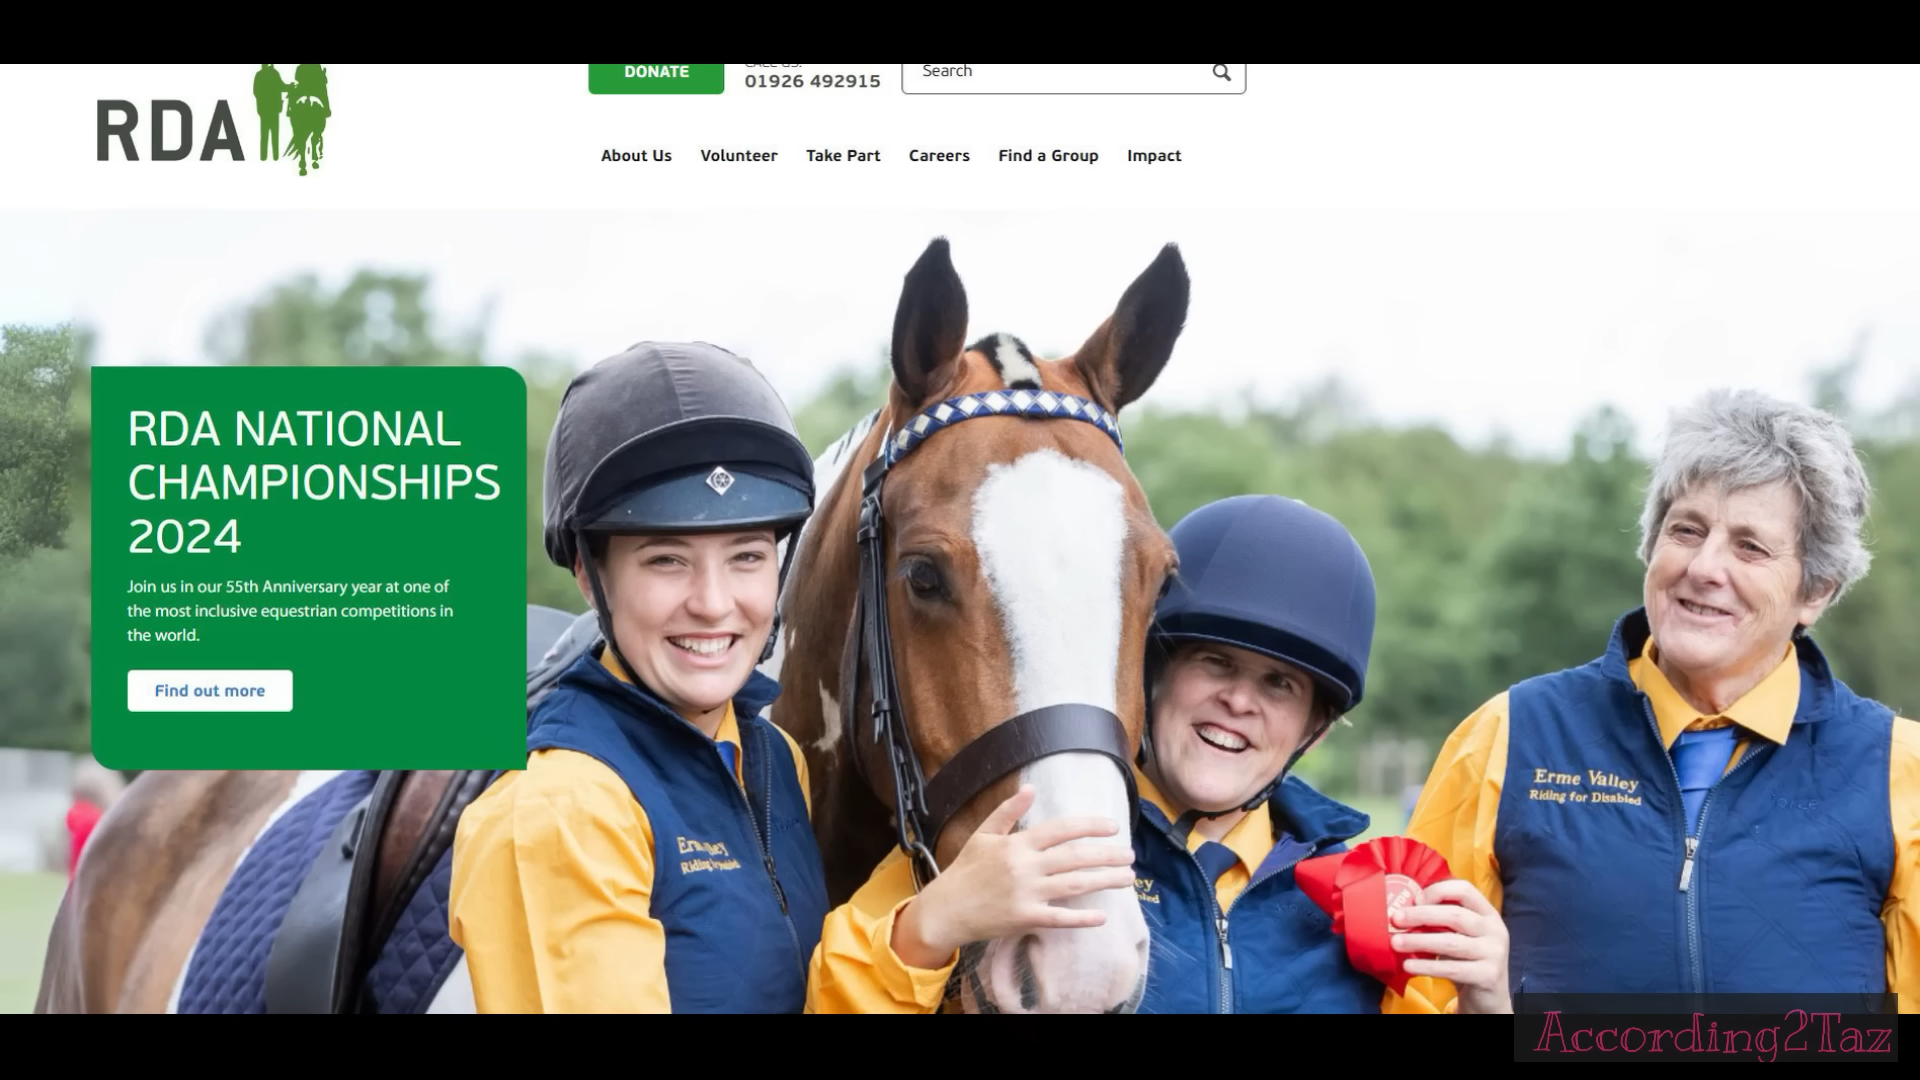 RDA
DONATE
01926 492915
Search
About Us Volunteer Take Part Careers Find a Group Impact
RDA NATIONAL
CHAMPIONSHIPS
2024
Join us in our 55th Anniversary year at one of
the most inclusive equestrian competitions in
the world.
Find out more
Erme Valley
Riding for Disabled
According2Taz